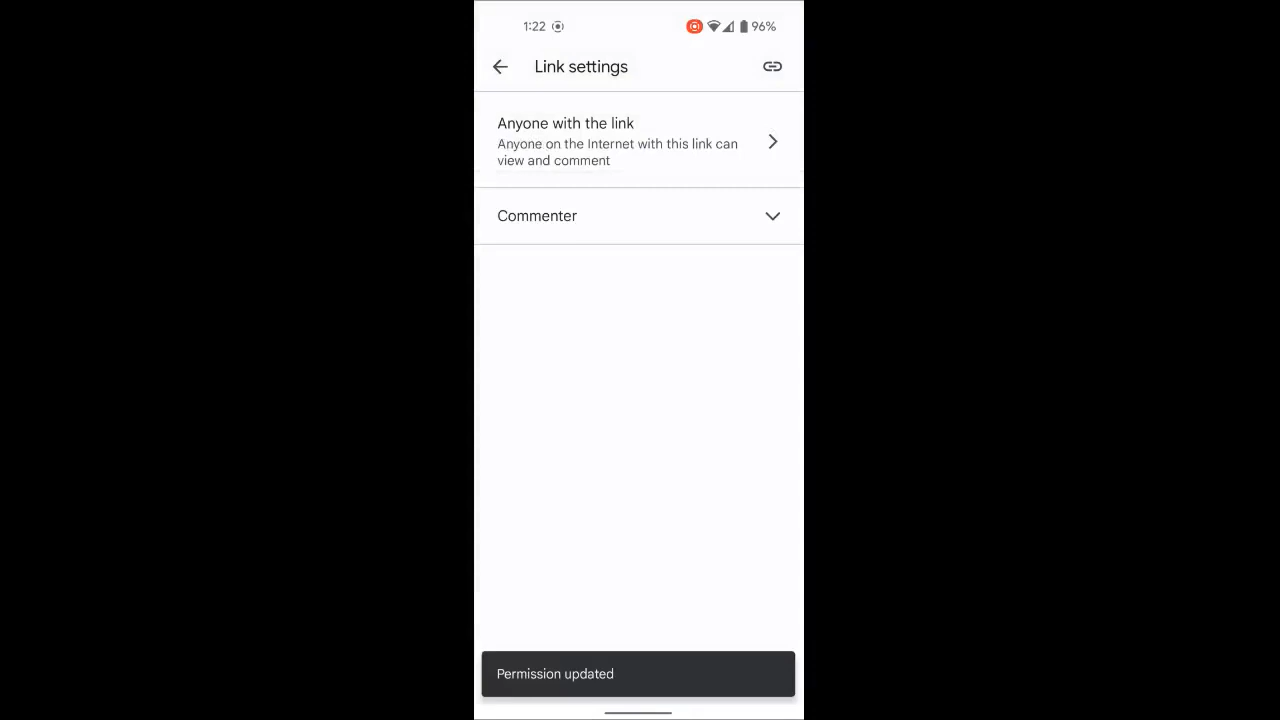 1:22
96%
Link settings
Anyone with the link
Anyone on the Internet with this link can
view and comment
Commenter
Permission updated